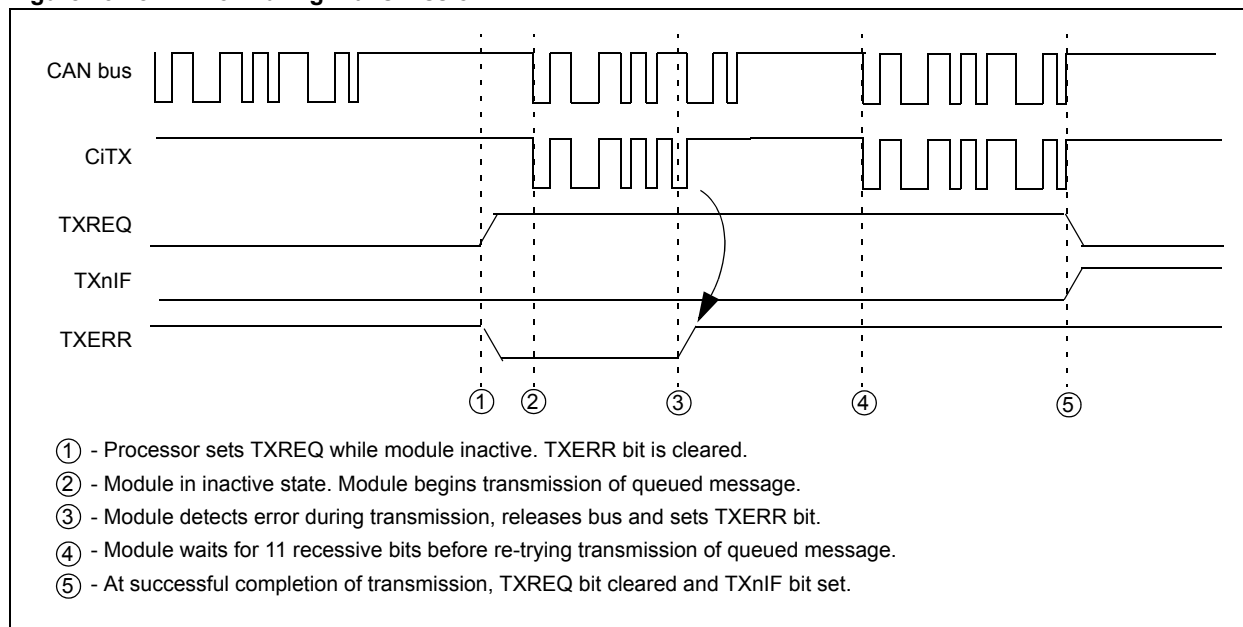 CAN bus
CiTX
TXREQ
TXnIF
TXERR
1 2 3 4 5
1 - Processor sets TXREQ while module inactive. TXERR bit is cleared.
2 - Module in inactive state. Module begins transmission of queued message.
3 - Module detects error during transmission, releases bus and sets TXERR bit.
4 - Module waits for 11 recessive bits before re-trying transmission of queued message.
5 - At successful completion of transmission, TXREQ bit cleared and TXnIF bit set.